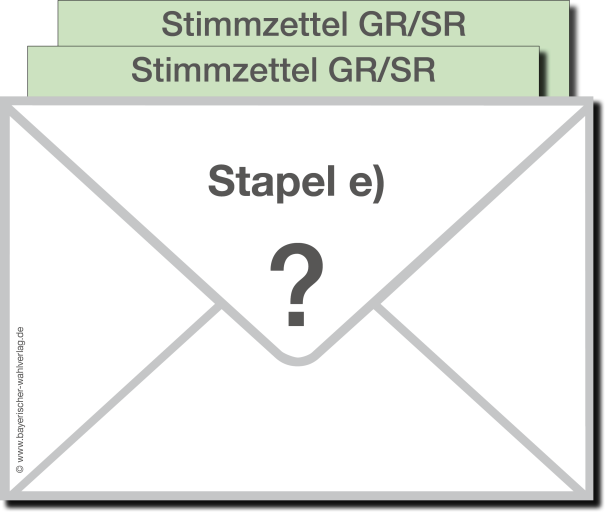 Stimmzettel GR/SR
Stimmzettel GR/SR
Stapel e)
?
© www.bayerischer-wahlverlag.de